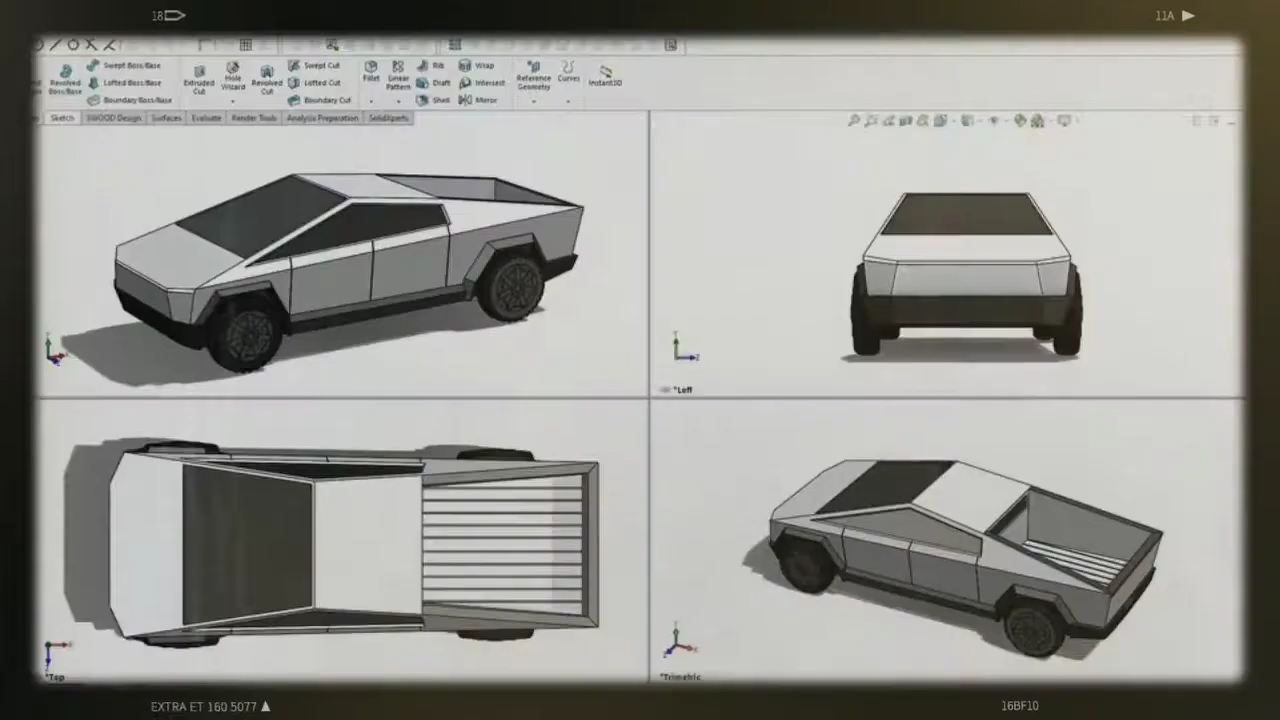 18
11A
Swept Boss/Base
Revolved Boss/Base
Lofted Boss/Base
Boundary Boss/Base
Extruded Cut
Hole Wizard
Revolved Cut
Swept Cut
Lofted Cut
Boundary Cut
Fillet
Linear Pattern
Rib
Draft
Shell
Wrap
Intersect
Mirror
Reference Geometry
Curves
Instant3D
Sketch
SWOOD Design
Surfaces
Evaluate
Render Tools
Analysis Preparation
SolidXperts
*Left
*Top
*Trimetric
EXTRA ET 160 5077
16BF10